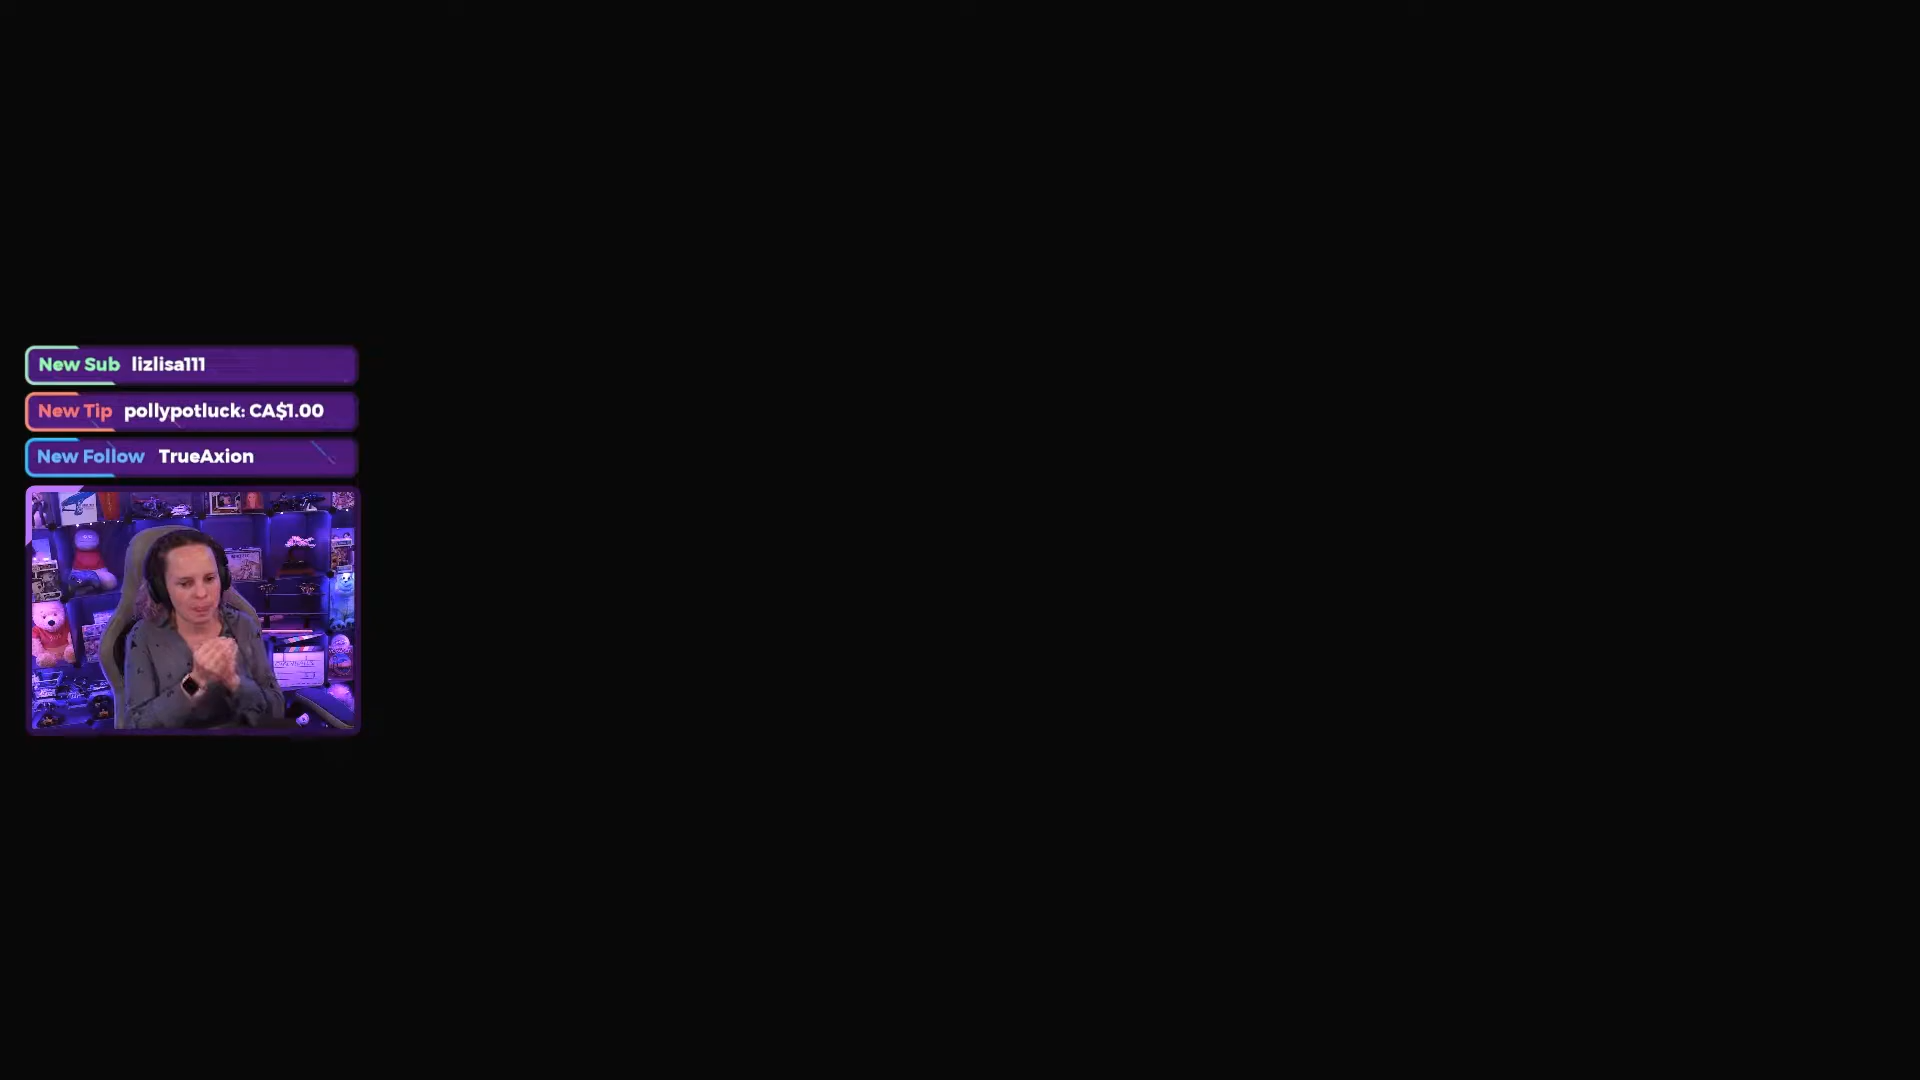 New Sub lizlisa111
New Tip pollypotluck: CA$1.00
New Follow TrueAxion